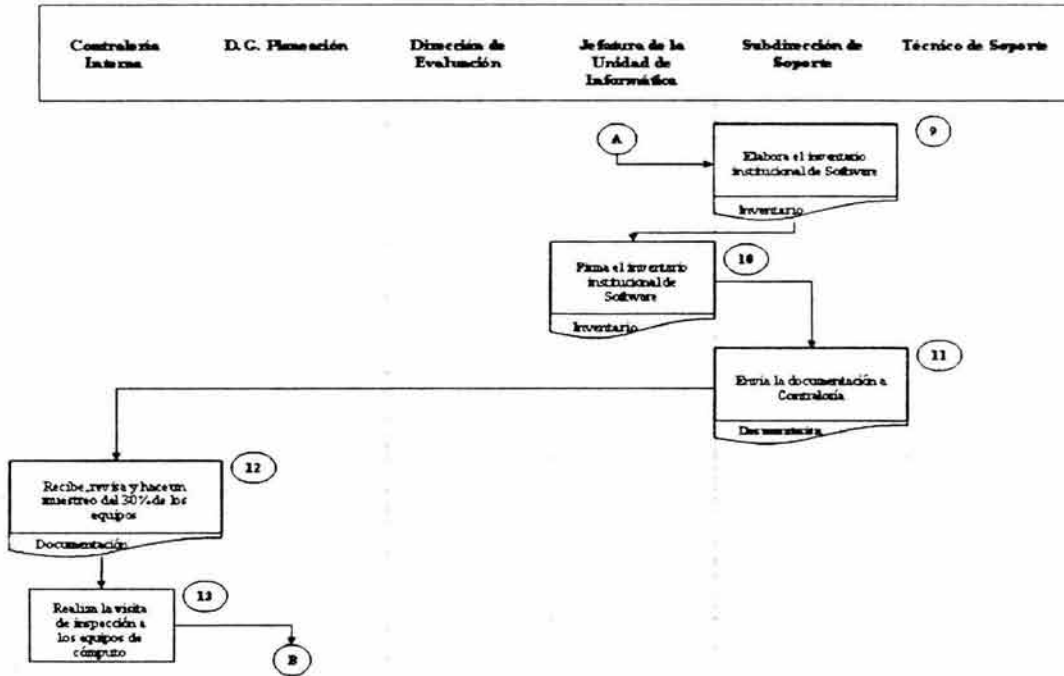 Contraloría
Interna
D. G. Planeación
Dirección de
Evaluación
Jefatura de la
Unidad de
Informática
Subdirección de
Soporte
Técnico de Soporte
A
9
Elabora el inventario
institucional de Software
Inventario
10
Firma el inventario
institucional de
Software
Inventario
11
Envía la documentación a
Contraloría
Documentación
12
Recibe, revisa y hace un
muestreo del 30% de los
equipos
Documentación
13
Realiza la visita
de inspección a
los equipos de
cómputo
B